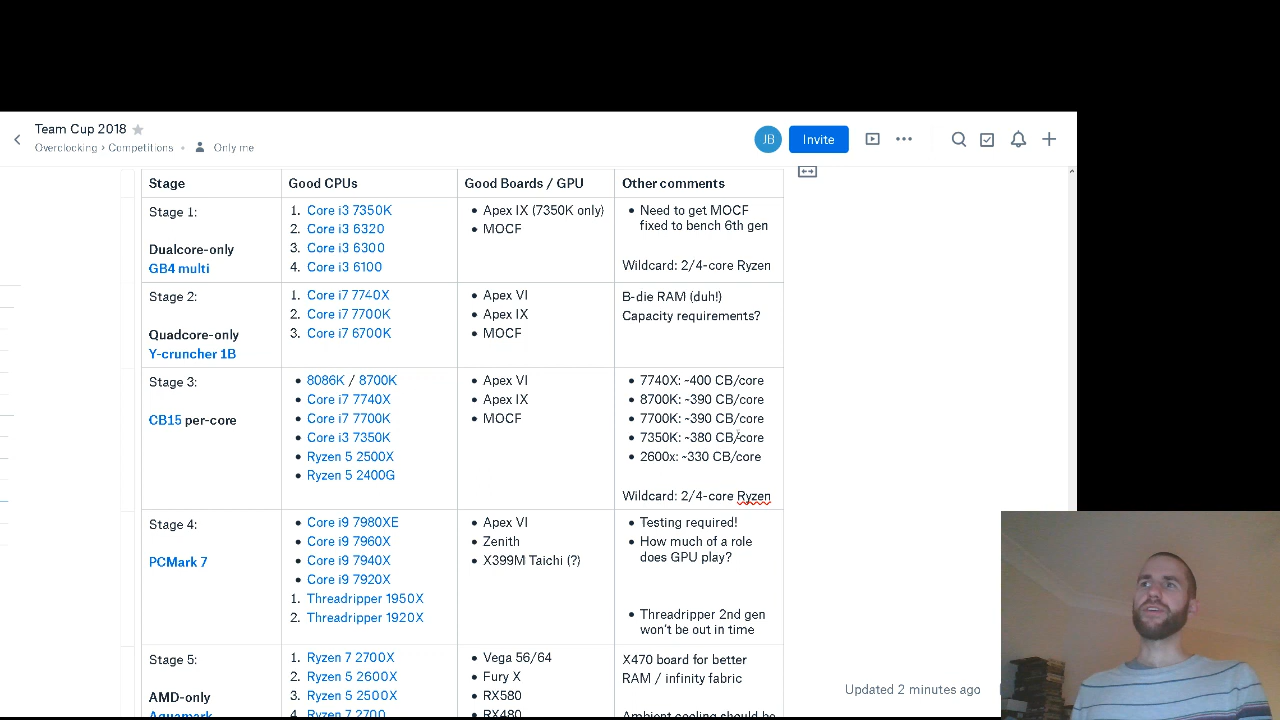 Team Cup 2018
Overclocking > Competitions • Only me
JB
Invite
Stage Good CPUs Good Boards / GPU Other comments
Stage 1:
Dualcore-only
GB4 multi
1. Core i3 7350K
2. Core i3 6320
3. Core i3 6300
4. Core i3 6100
• Apex IX (7350K only)
• MOCF
• Need to get MOCF
fixed to bench 6th gen
Wildcard: 2/4-core Ryzen
Stage 2:
Quadcore-only
Y-cruncher 1B
1. Core i7 7740X
2. Core i7 7700K
3. Core i7 6700K
• Apex VI
• Apex IX
• MOCF
B-die RAM (duh!)
Capacity requirements?
Stage 3:
CB15 per-core
• 8086K / 8700K
• Core i7 7740X
• Core i7 7700K
• Core i3 7350K
• Ryzen 5 2500X
• Ryzen 5 2400G
• Apex VI
• Apex IX
• MOCF
• 7740X: ~400 CB/core
• 8700K: ~390 CB/core
• 7700K: ~390 CB/core
• 7350K: ~380 CB/core
• 2600x: ~330 CB/core
Wildcard: 2/4-core Ryzen
Stage 4:
PCMark 7
• Core i9 7980XE
• Core i9 7960X
• Core i9 7940X
• Core i9 7920X
1. Threadripper 1950X
2. Threadripper 1920X
• Apex VI
• Zenith
• X399M Taichi (?)
• Testing required!
• How much of a role
does GPU play?
• Threadripper 2nd gen
won't be out in time
Stage 5:
AMD-only
Aquamark
1. Ryzen 7 2700X
2. Ryzen 5 2600X
3. Ryzen 5 2500X
4. Ryzen 7 2700
• Vega 56/64
• Fury X
• RX580
• RX480
X470 board for better
RAM / infinity fabric
Ambient cooling should be
Updated 2 minutes ago